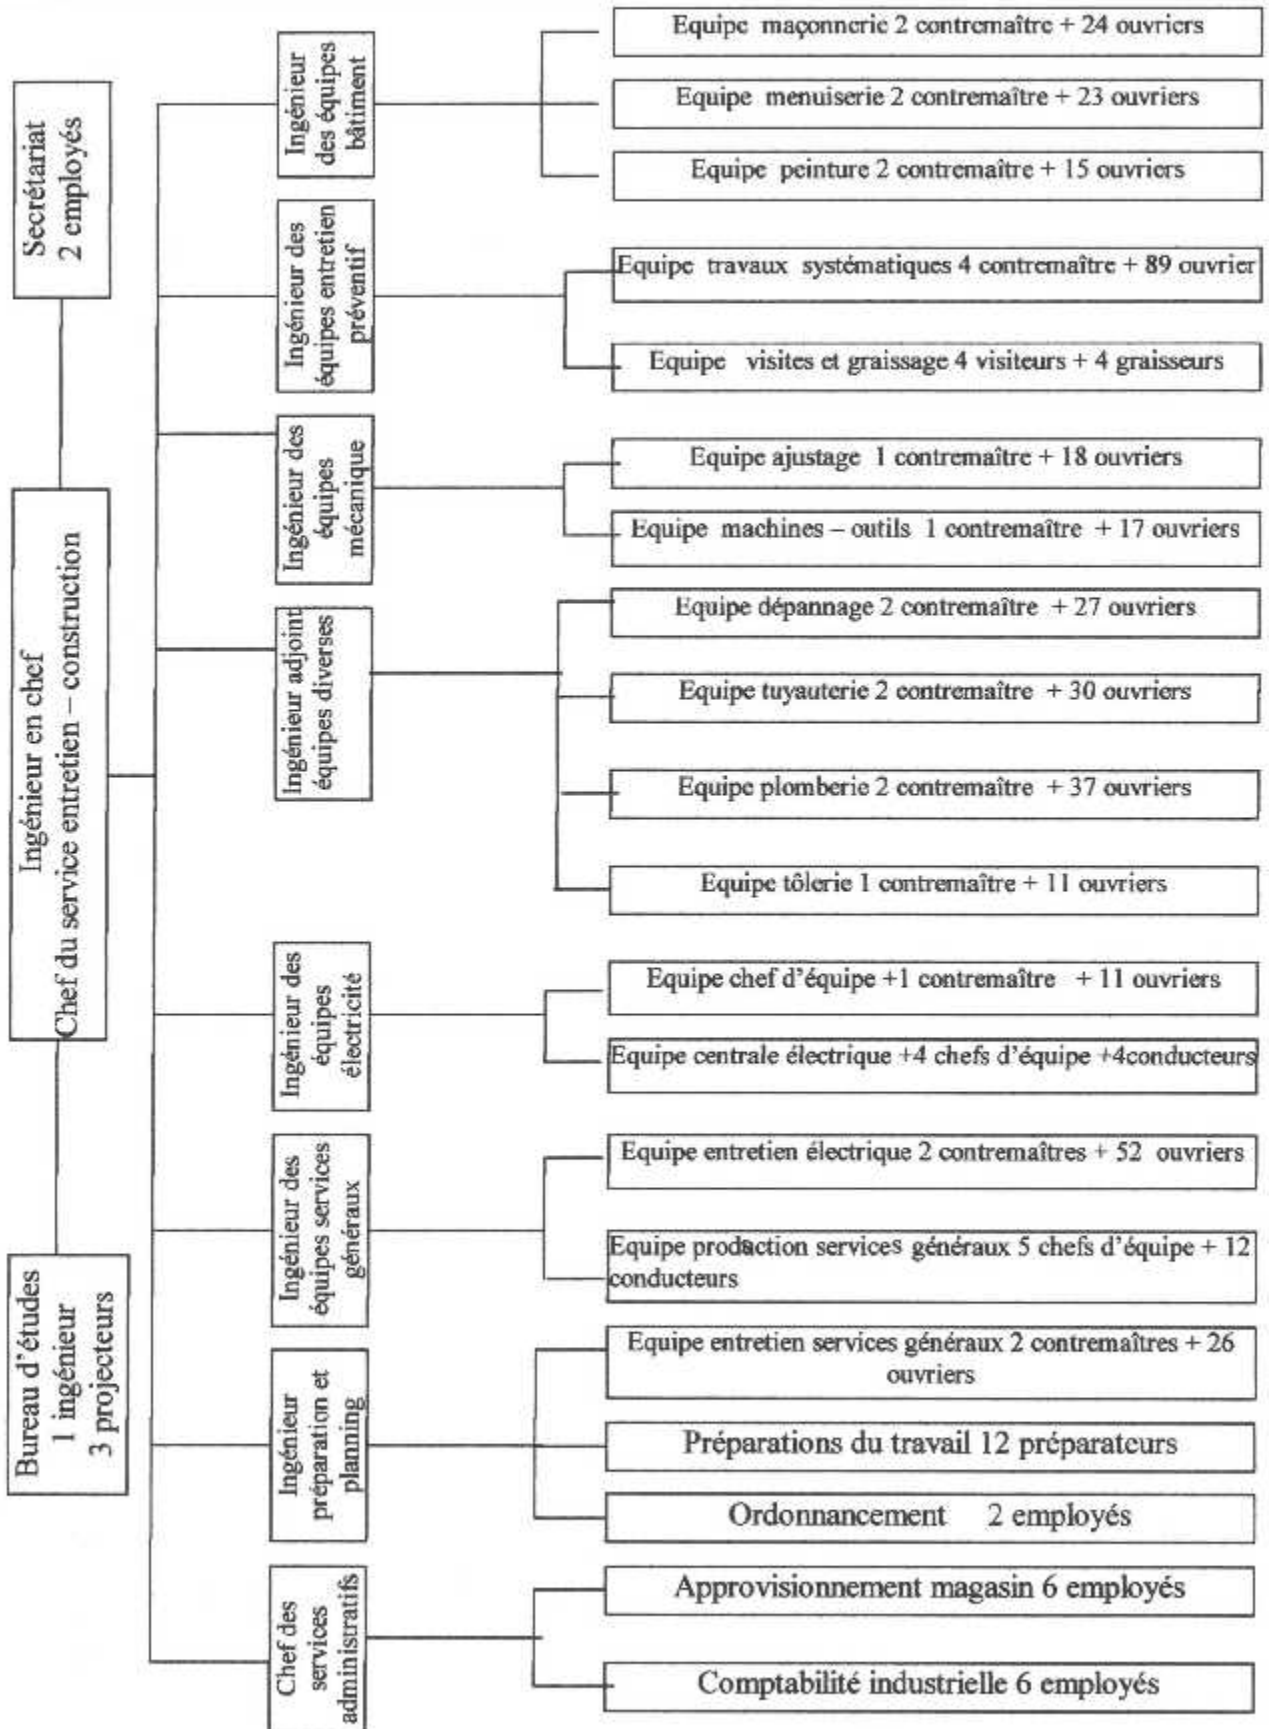 Secrétariat
2 employés
Ingénieur en chef
Chef du service entretien – construction
Bureau d'études
1 ingénieur
3 projecteurs
Ingénieur
des équipes
bâtiment
Equipe maçonnerie 2 contremaître + 24 ouvriers
Equipe menuiserie 2 contremaître + 23 ouvriers
Equipe peinture 2 contremaître + 15 ouvriers
Ingénieur des
équipes entretien
préventif
Equipe travaux systématiques 4 contremaître + 89 ouvrier
Equipe visites et graissage 4 visiteurs + 4 graisseurs
Ingénieur des
équipes
mécanique
Equipe ajustage 1 contremaître + 18 ouvriers
Equipe machines – outils 1 contremaître + 17 ouvriers
Ingénieur adjoint
équipes diverses
Equipe dépannage 2 contremaître + 27 ouvriers
Equipe tuyauterie 2 contremaître + 30 ouvriers
Equipe plomberie 2 contremaître + 37 ouvriers
Equipe tôlerie 1 contremaître + 11 ouvriers
Ingénieur des
équipes
électricité
Equipe chef d'équipe +1 contremaître + 11 ouvriers
Equipe centrale électrique +4 chefs d'équipe +4conducteurs
Ingénieur des
équipes services
généraux
Equipe entretien électrique 2 contremaîtres + 52 ouvriers
Equipe production services généraux 5 chefs d'équipe + 12
conducteurs
Ingénieur
préparation et
planning
Equipe entretien services généraux 2 contremaîtres + 26
ouvriers
Préparations du travail 12 préparateurs
Ordonnancement 2 employés
Chef des
services
administratifs
Approvisionnement magasin 6 employés
Comptabilité industrielle 6 employés